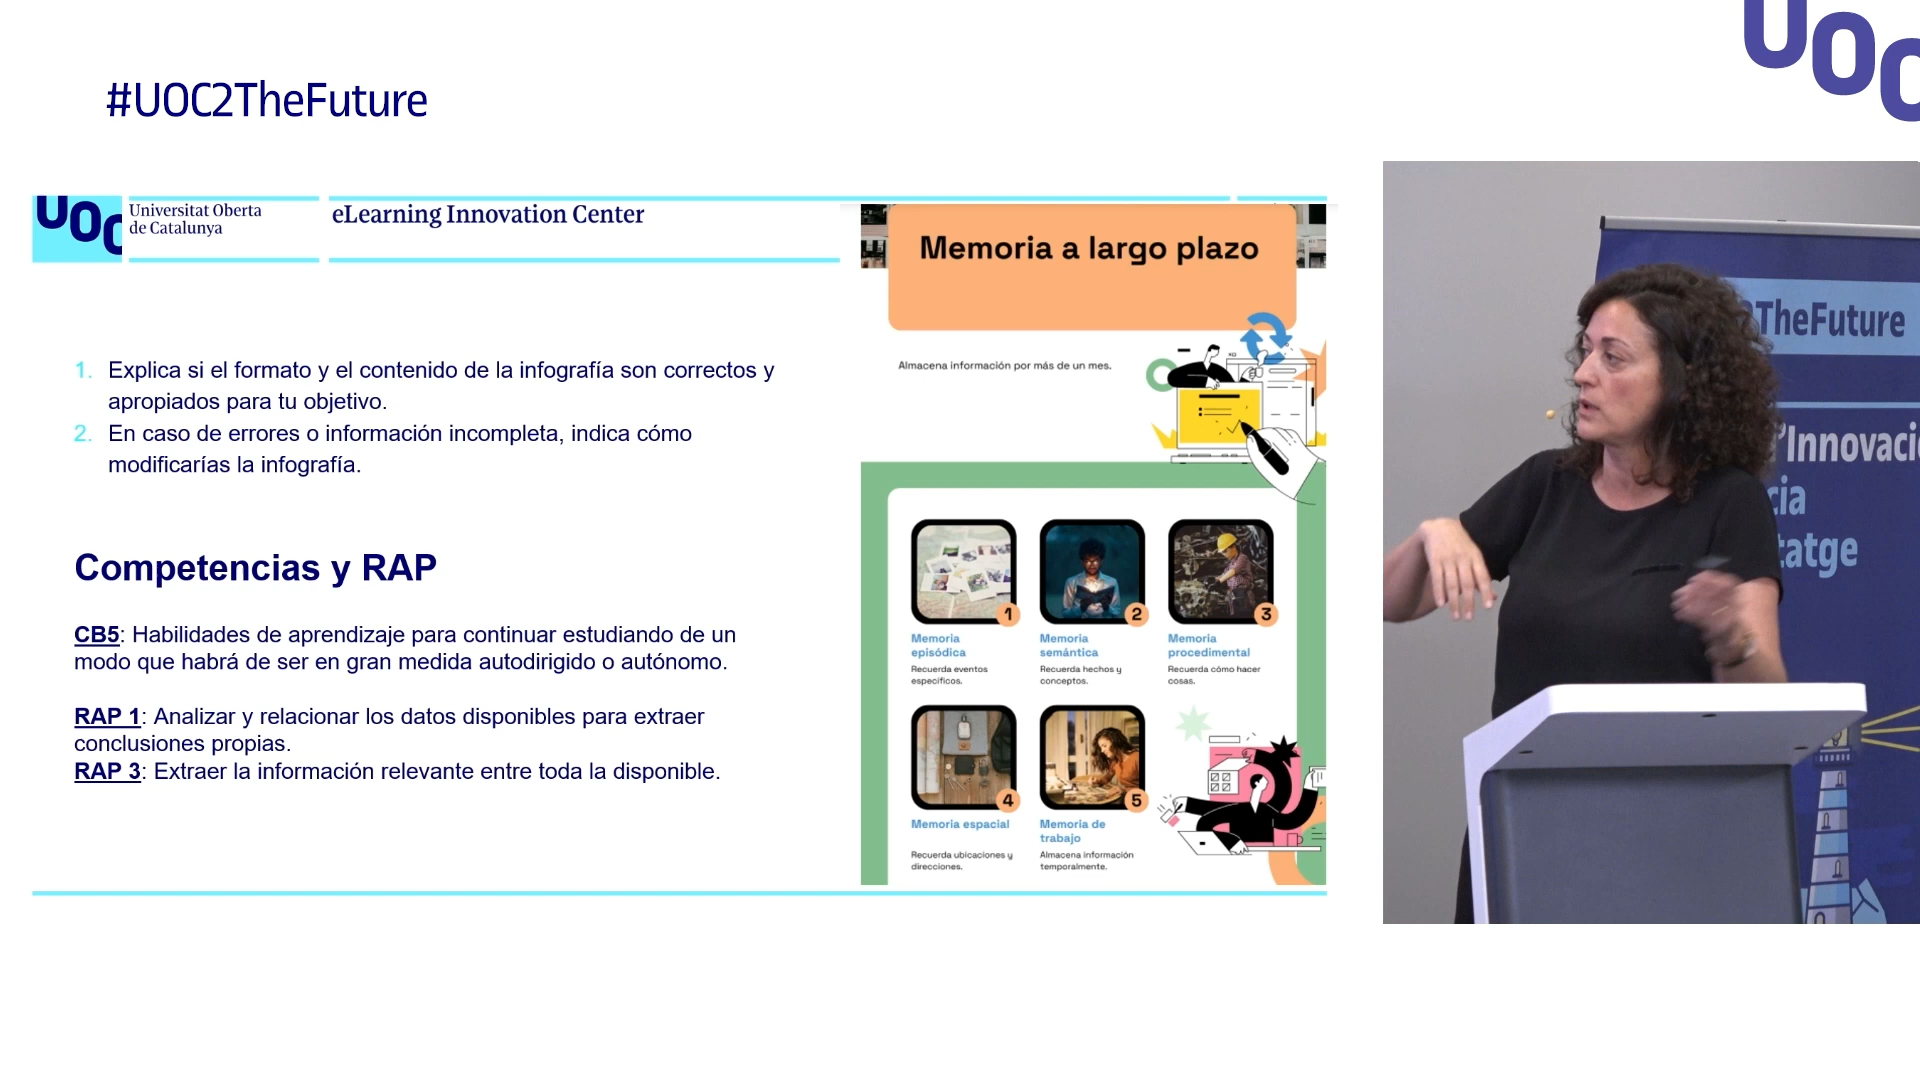 #UOC2TheFuture
UOC
UOC
Universitat Oberta
de Catalunya
eLearning Innovation Center
1. Explica si el formato y el contenido de la infografía son correctos y
apropiados para tu objetivo.
2. En caso de errores o información incompleta, indica cómo
modificarías la infografía.
Competencias y RAP
CB5: Habilidades de aprendizaje para continuar estudiando de un
modo que habrá de ser en gran medida autodirigido o autónomo.
RAP 1: Analizar y relacionar los datos disponibles para extraer
conclusiones propias.
RAP 3: Extraer la información relevante entre toda la disponible.
Memoria a largo plazo
Almacena información por más de un mes.
1
Memoria
episódica
Recuerda eventos
específicos.
2
Memoria
semántica
Recuerda hechos y
conceptos.
3
Memoria
procedimental
Recuerda cómo hacer
cosas.
4
Memoria espacial
Recuerda ubicaciones y
direcciones.
5
Memoria de
trabajo
Almacena información
temporalmente.
TheFuture
'Innovaci
cia
tatge